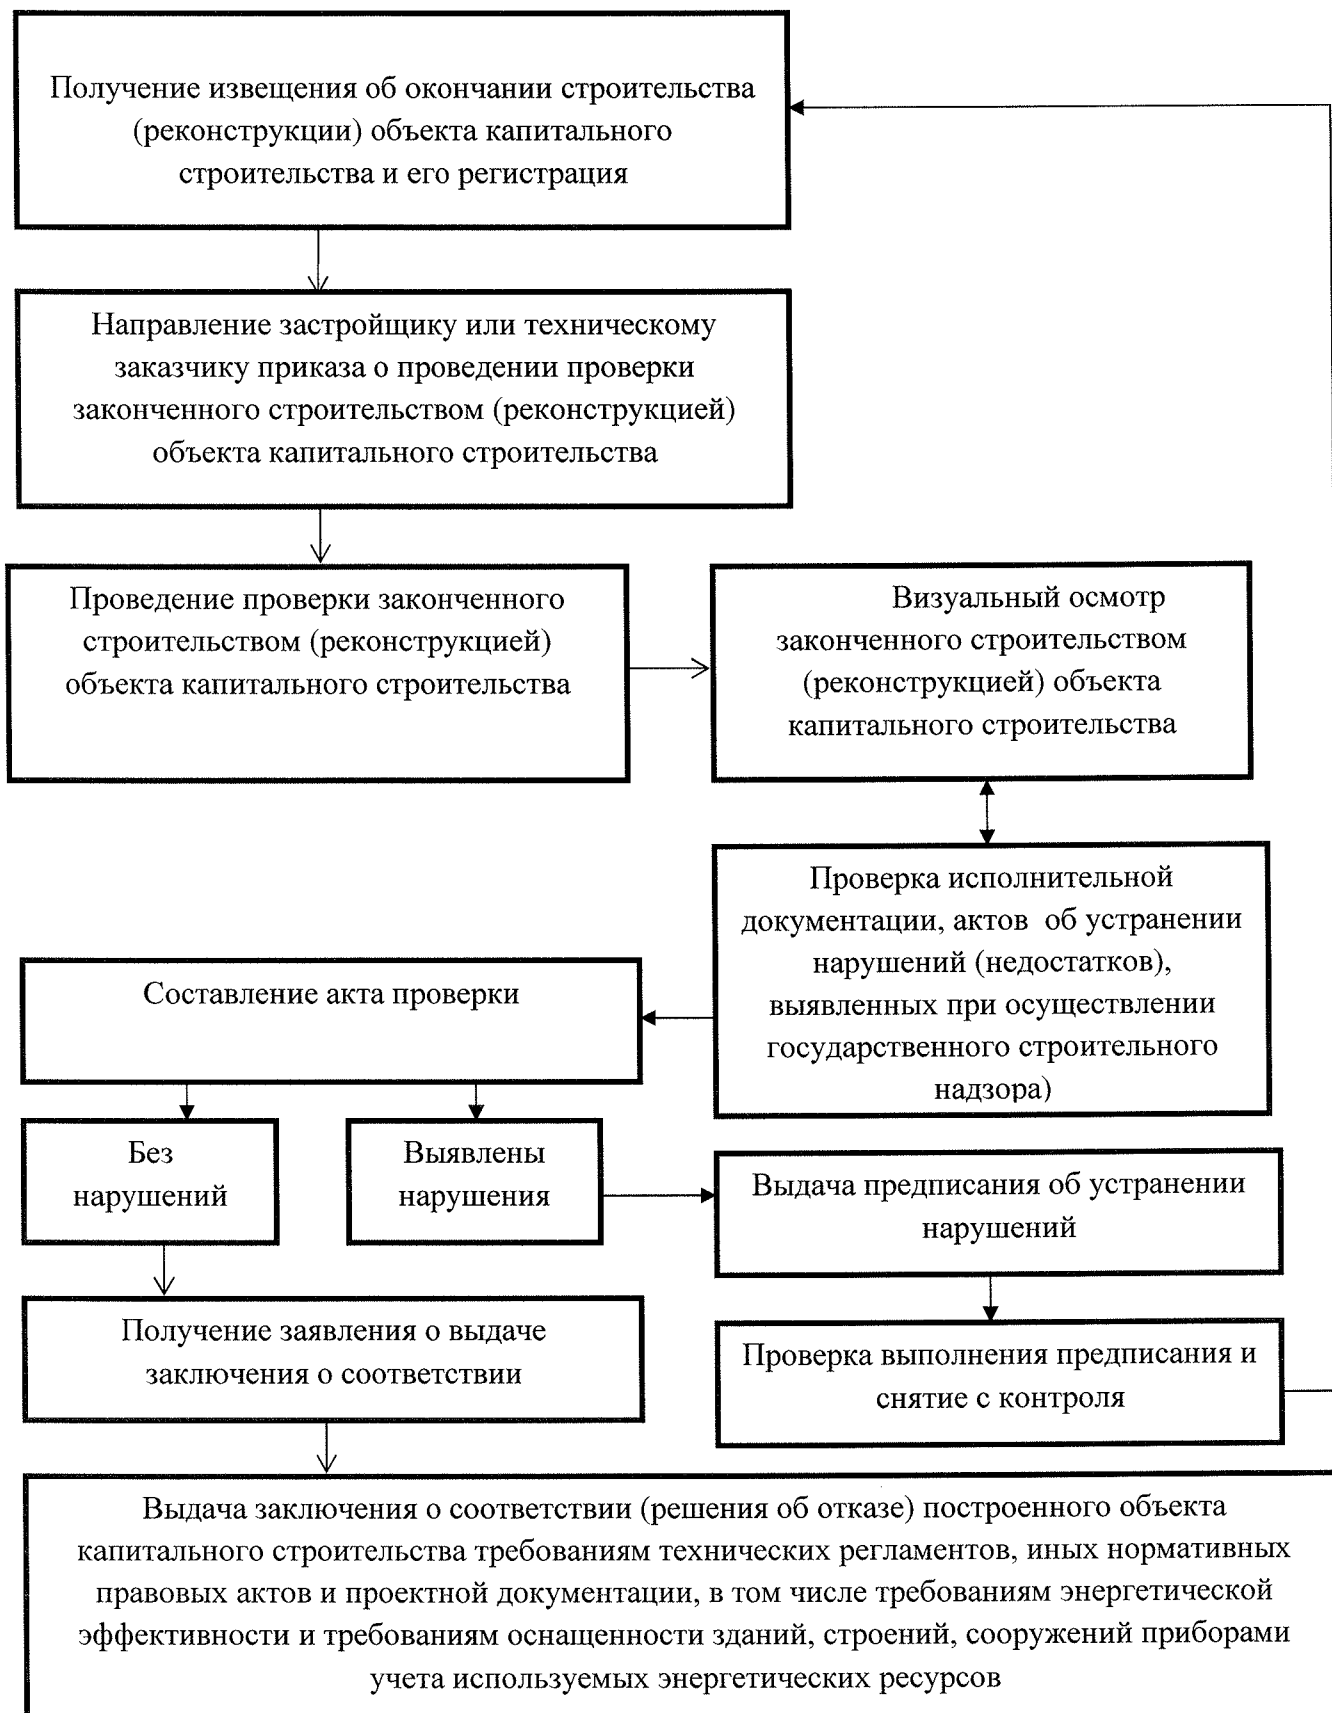 Получение извещения об окончании строительства
(реконструкции) объекта капитального
строительства и его регистрация
Направление застройщику или техническому
заказчику приказа о проведении проверки
законченного строительством (реконструкцией)
объекта капитального строительства
Проведение проверки законченного
строительством (реконструкцией)
объекта капитального строительства
Визуальный осмотр
законченного строительством
(реконструкцией) объекта
капитального строительства
Проверка исполнительной
документации, актов об устранении
нарушений (недостатков),
выявленных при осуществлении
государственного строительного
надзора)
Составление акта проверки
Без
нарушений
Выявлены
нарушения
Выдача предписания об устранении
нарушений
Получение заявления о выдаче
заключения о соответствии
Проверка выполнения предписания и
снятие с контроля
Выдача заключения о соответствии (решения об отказе) построенного объекта
капитального строительства требованиям технических регламентов, иных нормативных
правовых актов и проектной документации, в том числе требованиям энергетической
эффективности и требованиям оснащенности зданий, строений, сооружений приборами
учета используемых энергетических ресурсов